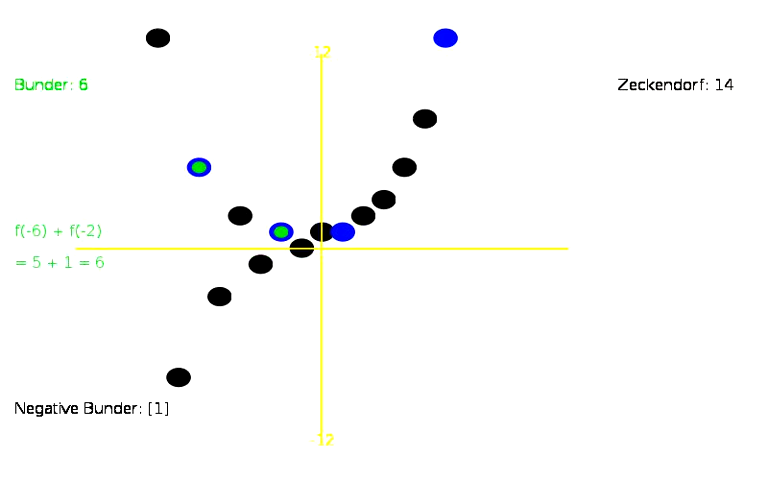 12
Bunder: 6
Zeckendorf: 14
f(-6) + f(-2)
= 5 + 1 = 6
Negative Bunder: [1]
-12